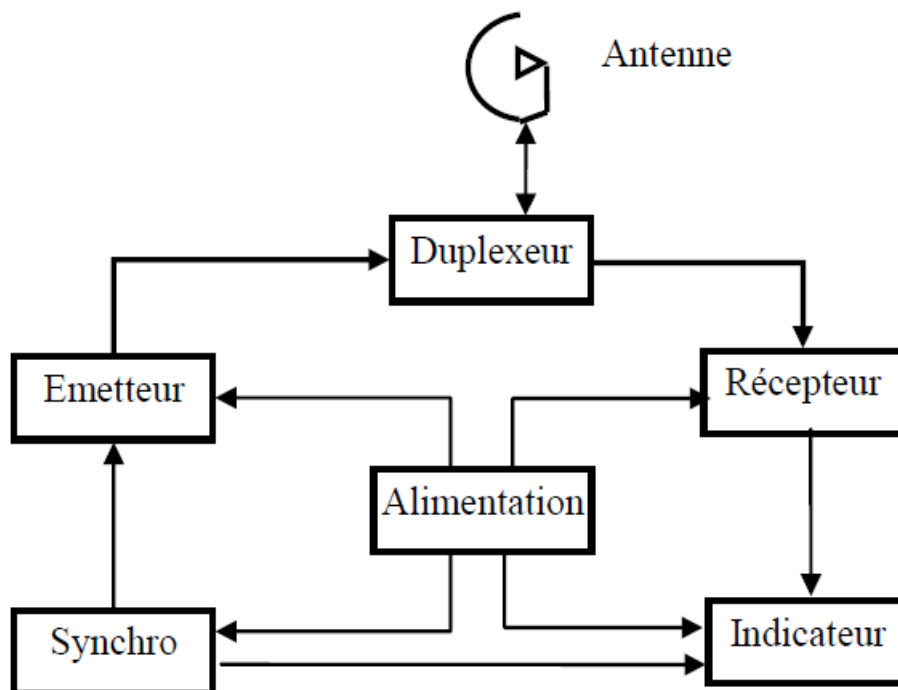 Antenne
Duplexeur
Emetteur
Récepteur
Alimentation
Synchro
Indicateur